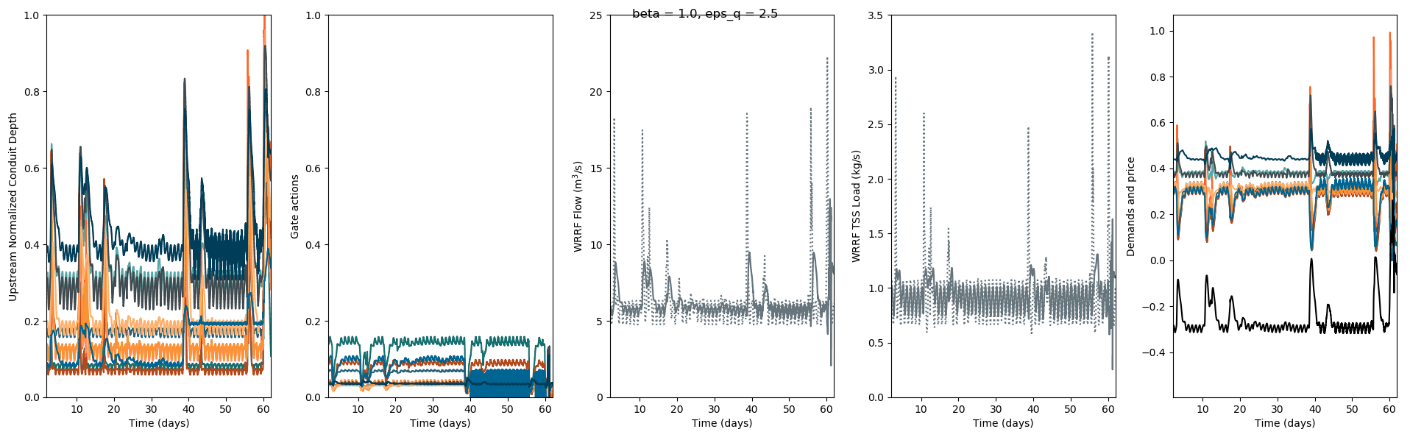 beta = 1.0, eps_q = 2.5
Upstream Normalized Conduit Depth
1.0
0.8
0.6
0.4
0.2
0.0
10 20 30 40 50 60
Time (days)
Gate actions
1.0
0.8
0.6
0.4
0.2
0.0
10 20 30 40 50 60
Time (days)
WRRF Flow (m³/s)
25
20
15
10
5
0
10 20 30 40 50 60
Time (days)
WRRF TSS Load (kg/s)
3.5
3.0
2.5
2.0
1.5
1.0
0.5
0.0
10 20 30 40 50 60
Time (days)
Demands and price
1.0
0.8
0.6
0.4
0.2
0.0
−0.2
−0.4
10 20 30 40 50 60
Time (days)